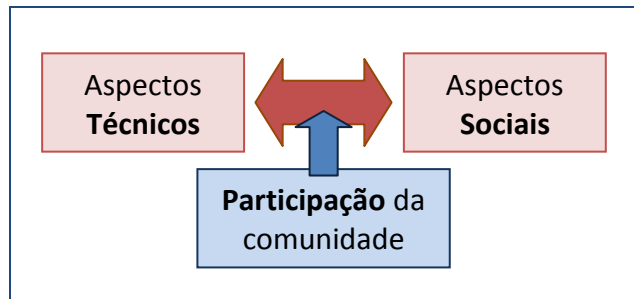 Aspectos
Técnicos
Aspectos
Sociais
Participação da
comunidade